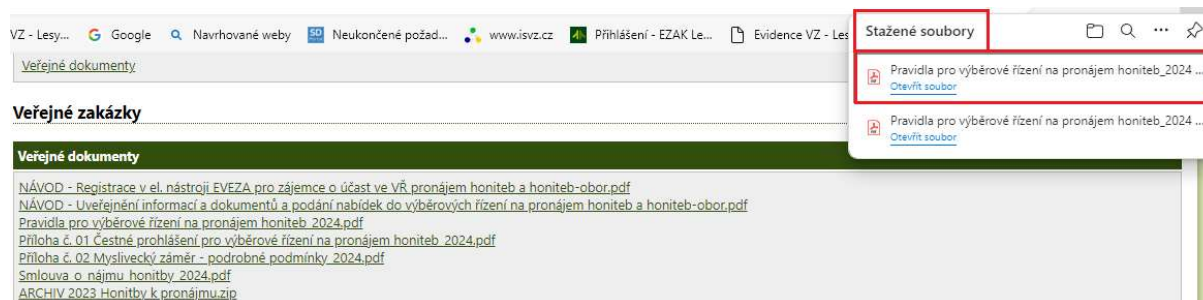 VZ - Lesy... Google Navrhované weby Neukončené požad... www.isvz.cz Přihlášení - EZAK Le... Evidence VZ - Les
Stažené soubory
Pravidla pro výběrové řízení na pronájem honiteb_2024 ...
Otevřít soubor
Pravidla pro výběrové řízení na pronájem honiteb_2024 ...
Otevřít soubor
Veřejné dokumenty
Veřejné zakázky
Veřejné dokumenty
NÁVOD - Registrace v el. nástroji EVEZA pro zájemce o účast ve VŘ pronájem honiteb a honiteb-obor.pdf
NÁVOD - Uveřejnění informací a dokumentů a podání nabídek do výběrových řízení na pronájem honiteb a honiteb-obor.pdf
Pravidla pro výběrové řízení na pronájem honiteb_2024.pdf
Příloha č. 01 Čestné prohlášení pro výběrové řízení na pronájem honiteb_2024.pdf
Příloha č. 02 Myslivecký záměr - podrobné podmínky_2024.pdf
Smlouva_o_nájmu_honitby_2024.pdf
ARCHIV 2023 Honitby k pronájmu.zip